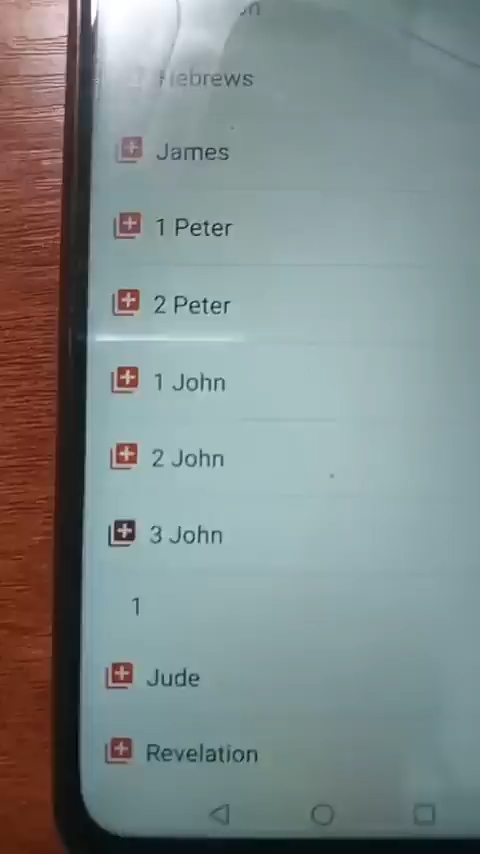 Hebrews
James
1 Peter
2 Peter
1 John
2 John
3 John
1
Jude
Revelation